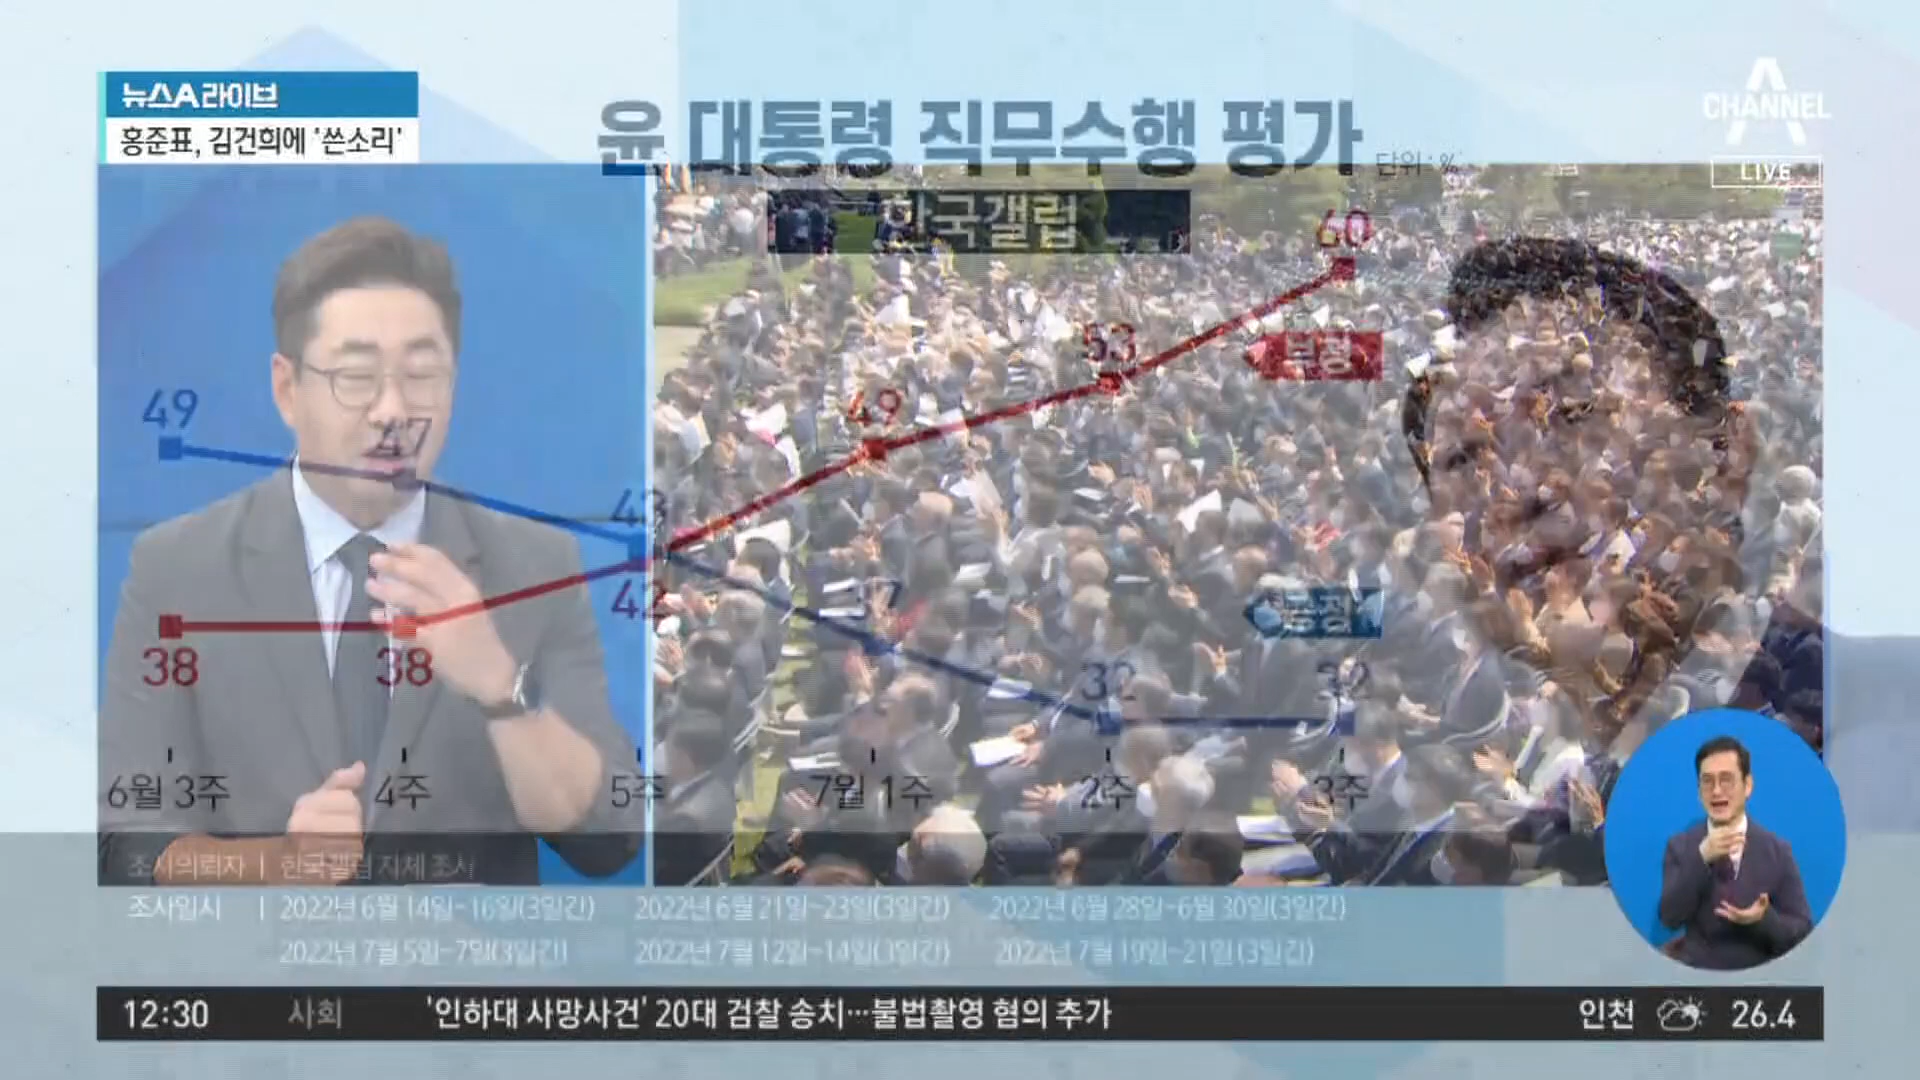 뉴스A라이브
홍준표, 김건희에 '쓴소리'
윤 대통령 직무수행 평가
단위 : %
한국갤럽
CHANNEL A
LIVE
60
53
49
부정
49
47
43
42
37
긍정
38
38
32
32
6월 3주
4주
5주
7월 1주
2주
3주
조사의뢰자 | 한국갤럽 자체 조사
조사일시 | 2022년 6월 14일~16일(3일간) 2022년 6월 21일~23일(3일간) 2022년 6월 28일~6월 30일(3일간)
2022년 7월 5일~7일(3일간) 2022년 7월 12일~14일(3일간) 2022년 7월 19일~21일(3일간)
12:30 사회 '인하대 사망사건' 20대 검찰 송치…불법촬영 혐의 추가 인천 26.4